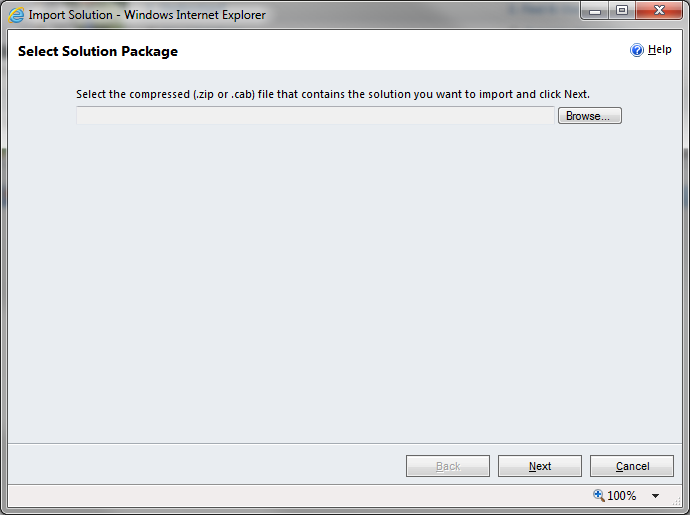 Import Solution - Windows Internet Explorer
Select Solution Package
Help
Select the compressed (.zip or .cab) file that contains the solution you want to import and click Next.
Browse...
Back
Next
Cancel
100%